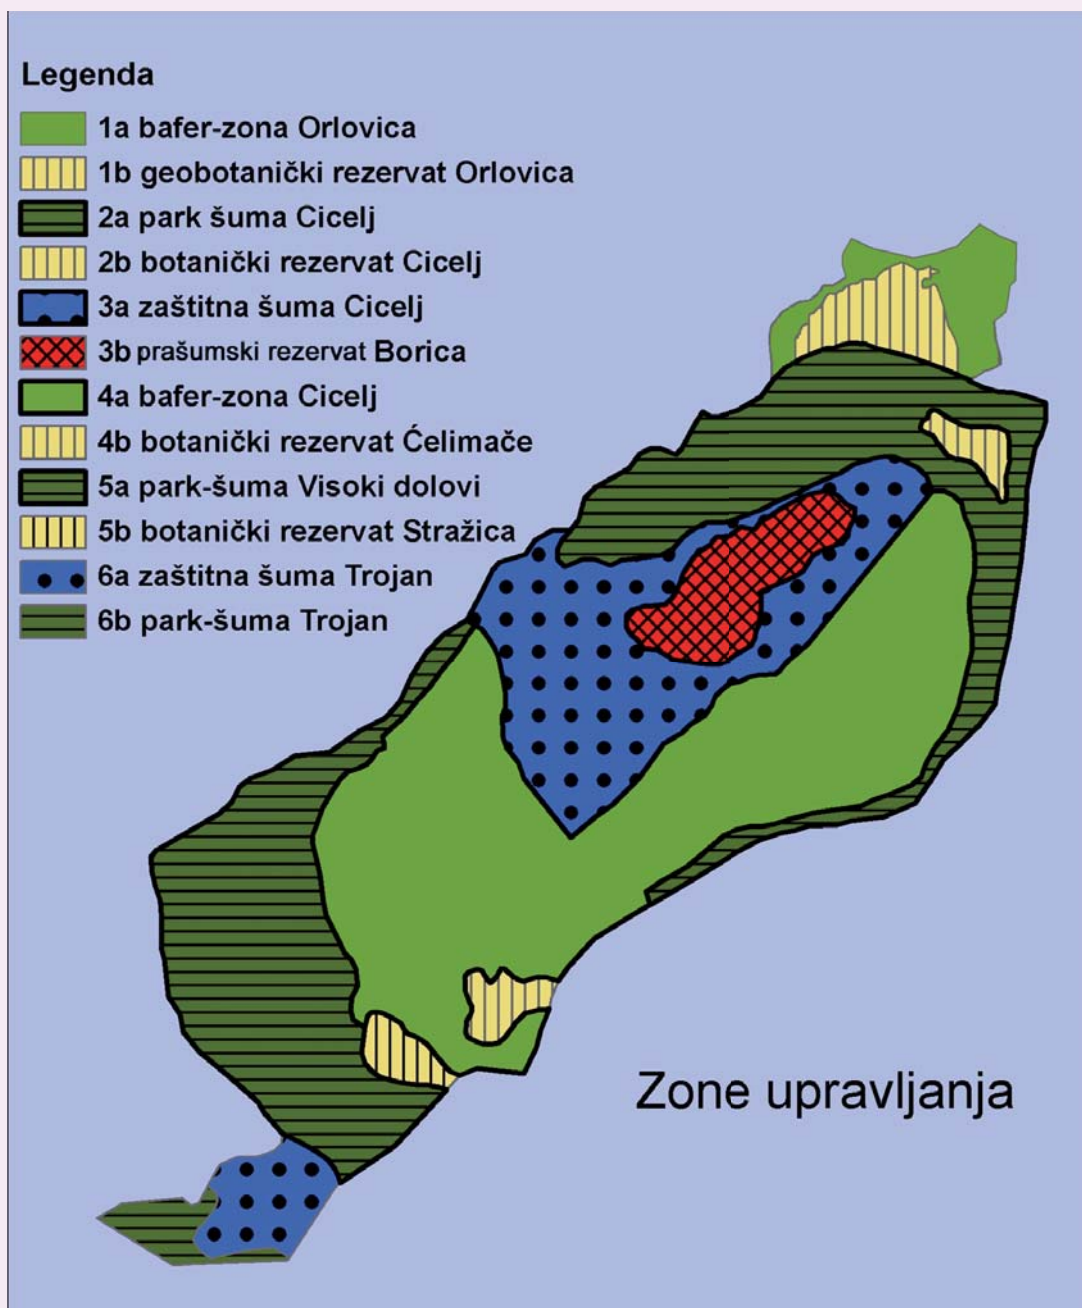 Legenda
1a bafer-zona Orlovica
1b geobotanički rezervat Orlovica
2a park šuma Cicelj
2b botanički rezervat Cicelj
3a zaštitna šuma Cicelj
3b prašumski rezervat Borica
4a bafer-zona Cicelj
4b botanički rezervat Ćelimače
5a park-šuma Visoki dolovi
5b botanički rezervat Stražica
6a zaštitna šuma Trojan
6b park-šuma Trojan
Zone upravljanja